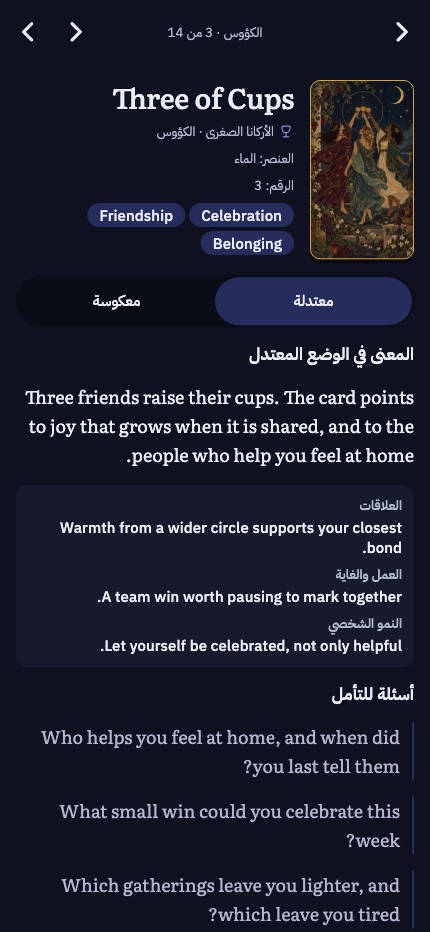 الكؤوس · 3 من 14
Three of Cups
الأركانا الصغرى · الكؤوس
العنصر: الماء
الرقم: 3
Celebration
Friendship
Belonging
معتدلة
معكوسة
المعنى في الوضع المعتدل
Three friends raise their cups. The card points
to joy that grows when it is shared, and to the
people who help you feel at home.
العلاقات
Warmth from a wider circle supports your closest
bond.
العمل والغاية
A team win worth pausing to mark together.
النمو الشخصي
Let yourself be celebrated, not only helpful.
أسئلة للتأمل
Who helps you feel at home, and when did
you last tell them?
What small win could you celebrate this
week?
Which gatherings leave you lighter, and
which leave you tired?